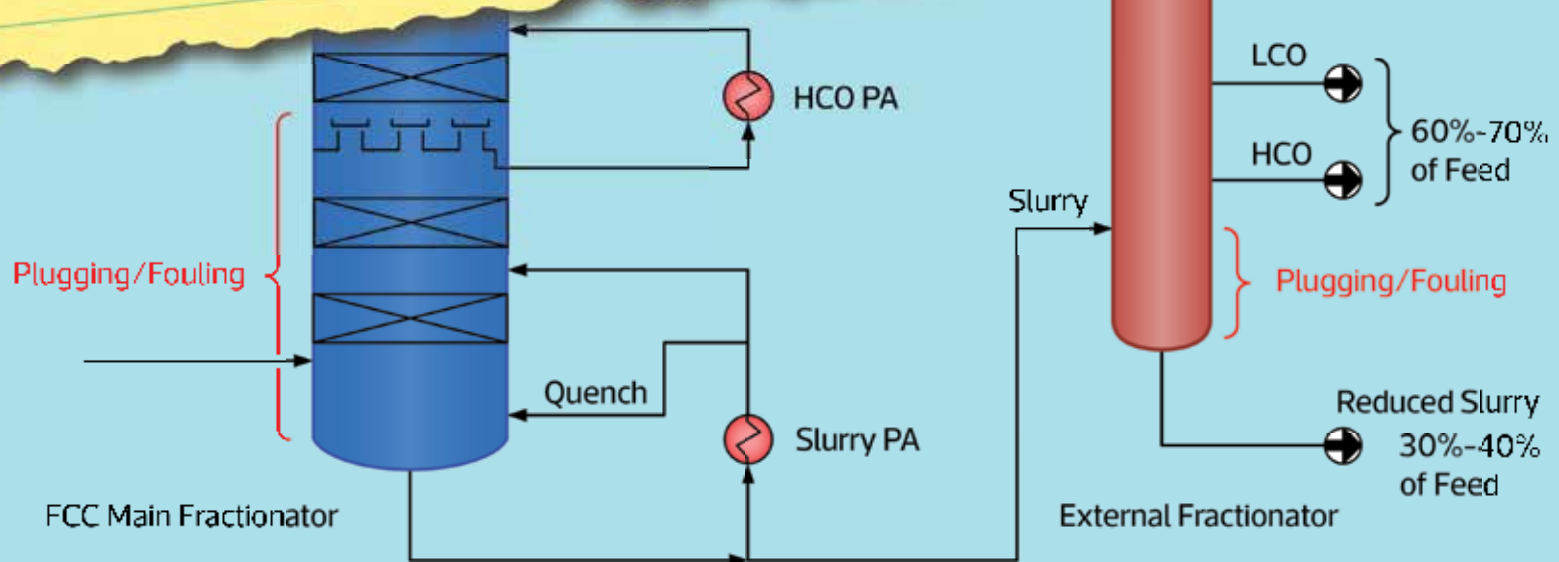 HCO PA
LCO
HCO
60%-70%
of Feed
Slurry
Plugging/Fouling
Plugging/Fouling
Quench
Slurry PA
Reduced Slurry
30%-40%
of Feed
FCC Main Fractionator
External Fractionator